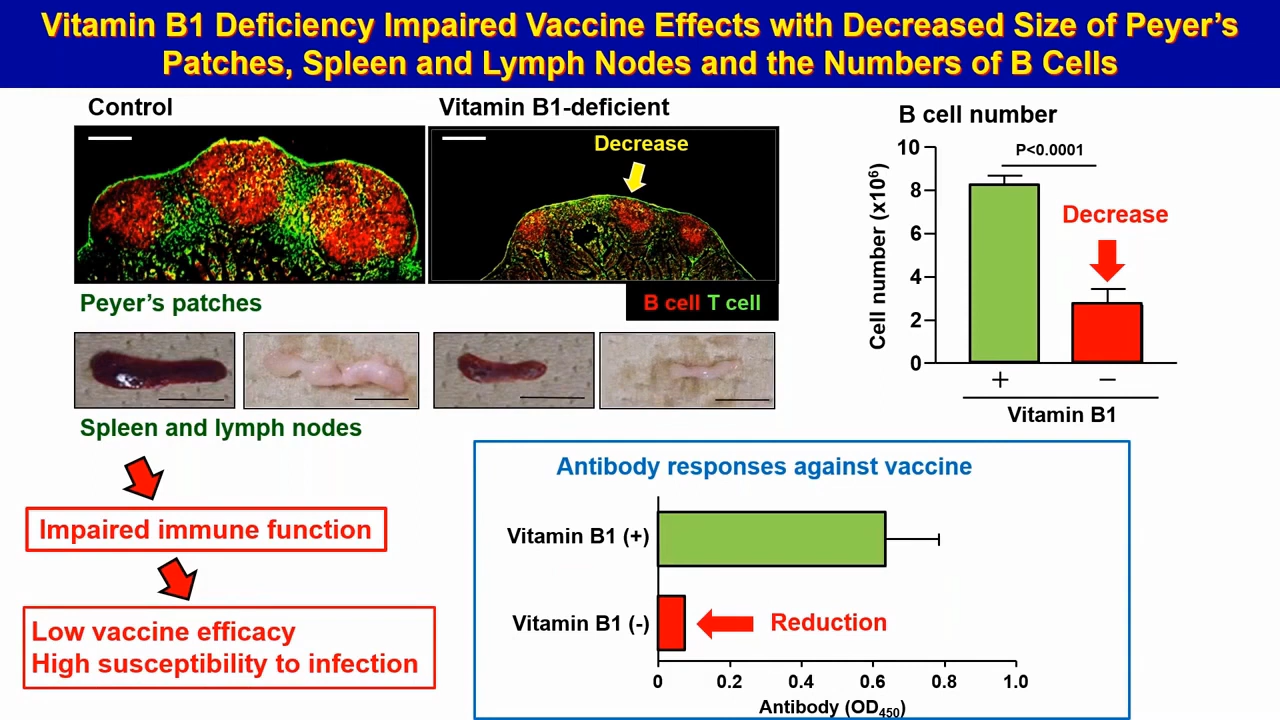 Vitamin B1 Deficiency Impaired Vaccine Effects with Decreased Size of Peyer's
Patches, Spleen and Lymph Nodes and the Numbers of B Cells
Control
Vitamin B1-deficient
Decrease
Peyer's patches
B cell T cell
Spleen and lymph nodes
Impaired immune function
Low vaccine efficacy
High susceptibility to infection
B cell number
Cell number (x10⁶)
10
8
6
4
2
0
P<0.0001
Decrease
+
−
Vitamin B1
Antibody responses against vaccine
Vitamin B1 (+)
Vitamin B1 (-)
Reduction
0
0.2
0.4
0.6
0.8
1.0
Antibody (OD₄₅₀)